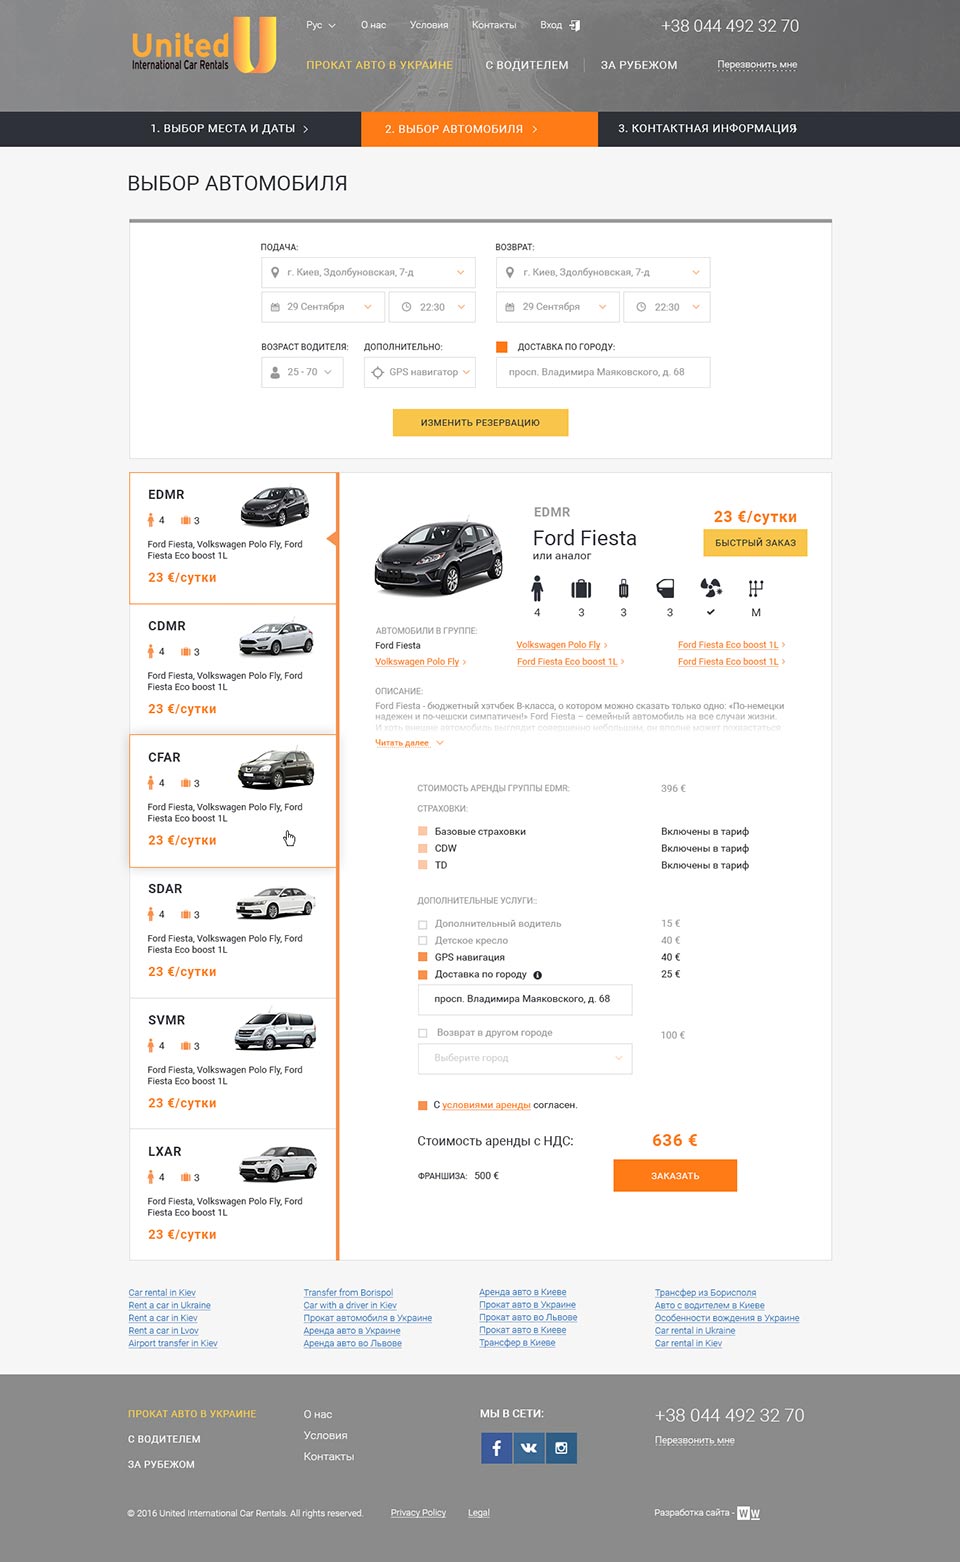 United
International Car Rentals
Рус
О нас
Условия
Контакты
Вход
+38 044 492 32 70
ПРОКАТ АВТО В УКРАИНЕ
С ВОДИТЕЛЕМ
ЗА РУБЕЖОМ
Перезвонить мне
1. ВЫБОР МЕСТА И ДАТЫ
2. ВЫБОР АВТОМОБИЛЯ
3. КОНТАКТНАЯ ИНФОРМАЦИЯ
ВЫБОР АВТОМОБИЛЯ
ПОДАЧА:
г. Киев, Здолбуновская, 7-д
29 Сентября
22:30
ВОЗВРАТ:
г. Киев, Здолбуновская, 7-д
29 Сентября
22:30
ВОЗРАСТ ВОДИТЕЛЯ:
25 - 70
ДОПОЛНИТЕЛЬНО:
GPS навигатор
ДОСТАВКА ПО ГОРОДУ:
просп. Владимира Маяковского, д. 68
ИЗМЕНИТЬ РЕЗЕРВАЦИЮ
EDMR
4 3
Ford Fiesta, Volkswagen Polo Fly, Ford
Fiesta Eco boost 1L
23 €/сутки
CDMR
4 3
Ford Fiesta, Volkswagen Polo Fly, Ford
Fiesta Eco boost 1L
23 €/сутки
CFAR
4 3
Ford Fiesta, Volkswagen Polo Fly, Ford
Fiesta Eco boost 1L
23 €/сутки
SDAR
4 3
Ford Fiesta, Volkswagen Polo Fly, Ford
Fiesta Eco boost 1L
23 €/сутки
SVMR
4 3
Ford Fiesta, Volkswagen Polo Fly, Ford
Fiesta Eco boost 1L
23 €/сутки
LXAR
4 3
Ford Fiesta, Volkswagen Polo Fly, Ford
Fiesta Eco boost 1L
23 €/сутки
EDMR
Ford Fiesta
или аналог
23 €/сутки
БЫСТРЫЙ ЗАКАЗ
4 3 3 3 M
АВТОМОБИЛИ В ГРУППЕ:
Ford Fiesta
Volkswagen Polo Fly
Ford Fiesta Eco boost 1L
Volkswagen Polo Fly
Ford Fiesta Eco boost 1L
Ford Fiesta Eco boost 1L
ОПИСАНИЕ:
Ford Fiesta - бюджетный хэтчбек B-класса, о котором можно сказать только одно: «По-немецки
надежен и по-чешски симпатичен!» Ford Fiesta – семейный автомобиль на все случаи жизни.
И хоть внешне автомобиль выглядит совершенно небольшим, он вполне может похвастаться
Читать далее
СТОИМОСТЬ АРЕНДЫ ГРУППЫ EDMR:
396 €
СТРАХОВКИ:
Базовые страховки
Включены в тариф
CDW
Включены в тариф
TD
Включены в тариф
ДОПОЛНИТЕЛЬНЫЕ УСЛУГИ::
Дополнительный водитель
15 €
Детское кресло
40 €
GPS навигация
40 €
Доставка по городу
25 €
просп. Владимира Маяковского, д. 68
Возврат в другом городе
100 €
Выберите город
С условиями аренды согласен.
Стоимость аренды с НДС:
636 €
ФРАНШИЗА: 500 €
ЗАКАЗАТЬ
Car rental in Kiev
Rent a car in Ukraine
Rent a car in Kiev
Rent a car in Lvov
Airport transfer in Kiev
Transfer from Borispol
Car with a driver in Kiev
Прокат автомобиля в Украине
Аренда авто в Украине
Аренда авто во Львове
Аренда авто в Киеве
Прокат авто в Украине
Прокат авто во Львове
Прокат авто в Киеве
Трансфер в Киеве
Трансфер из Борисполя
Авто с водителем в Киеве
Особенности вождения в Украине
Car rental in Ukraine
Car rental in Kiev
ПРОКАТ АВТО В УКРАИНЕ
С ВОДИТЕЛЕМ
ЗА РУБЕЖОМ
О нас
Условия
Контакты
МЫ В СЕТИ:
+38 044 492 32 70
Перезвонить мне
© 2016 United International Car Rentals. All rights reserved.
Privacy Policy
Legal
Разработка сайта - WW